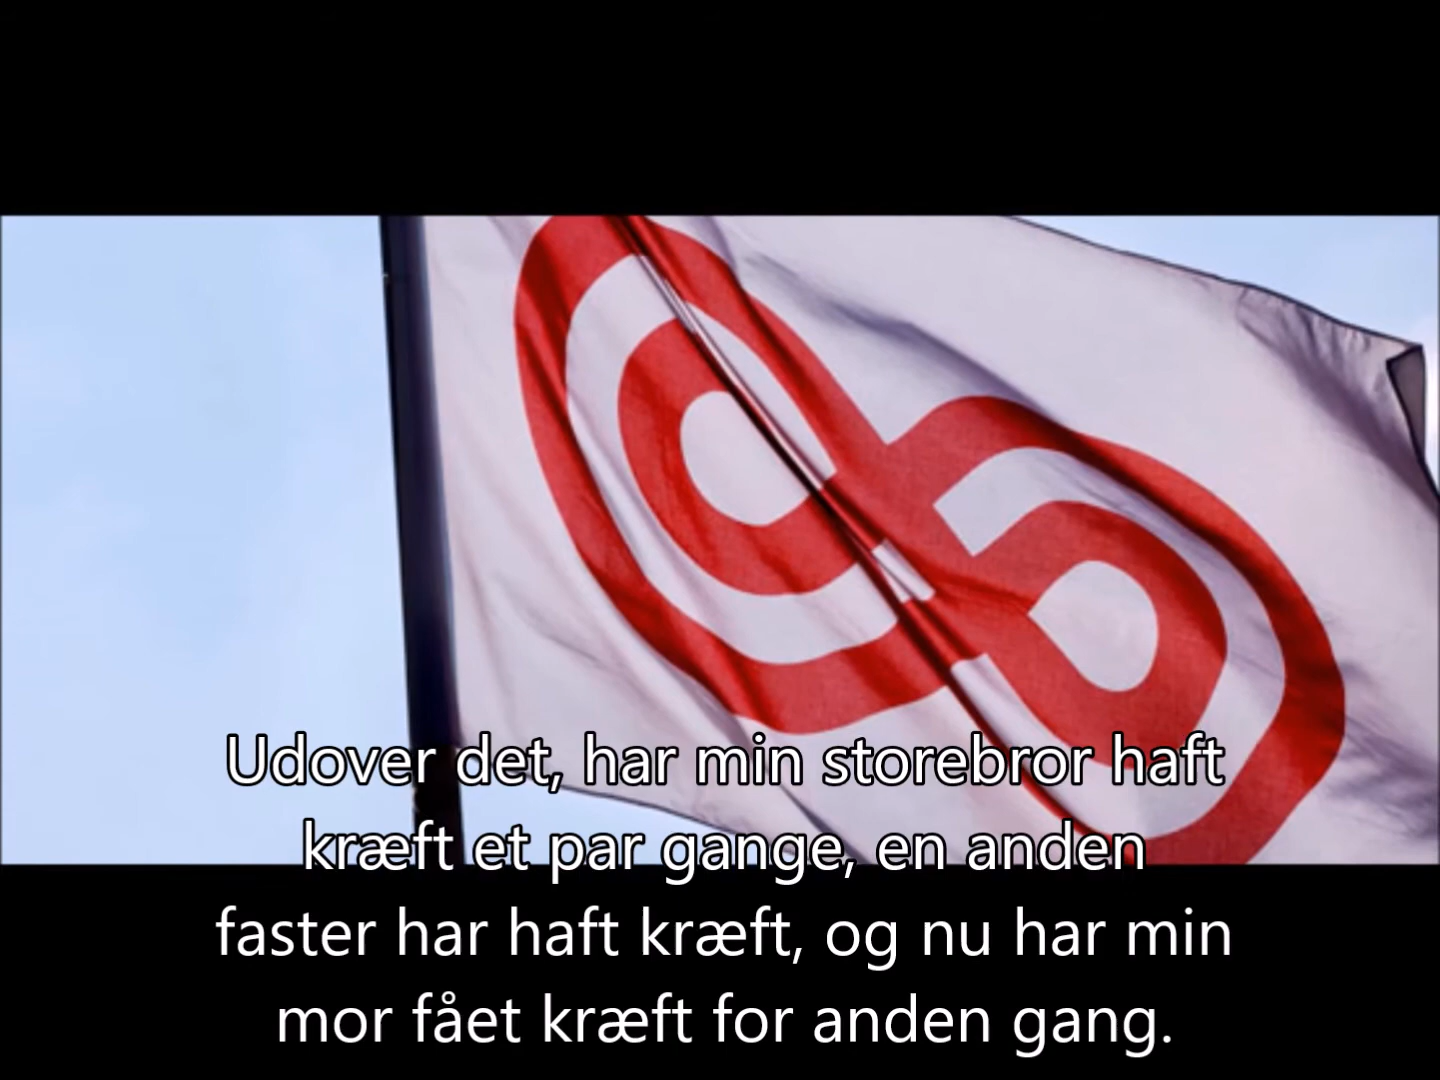 Udover det, har min storebror haft
kræft et par gange, en anden
faster har haft kræft, og nu har min
mor fået kræft for anden gang.